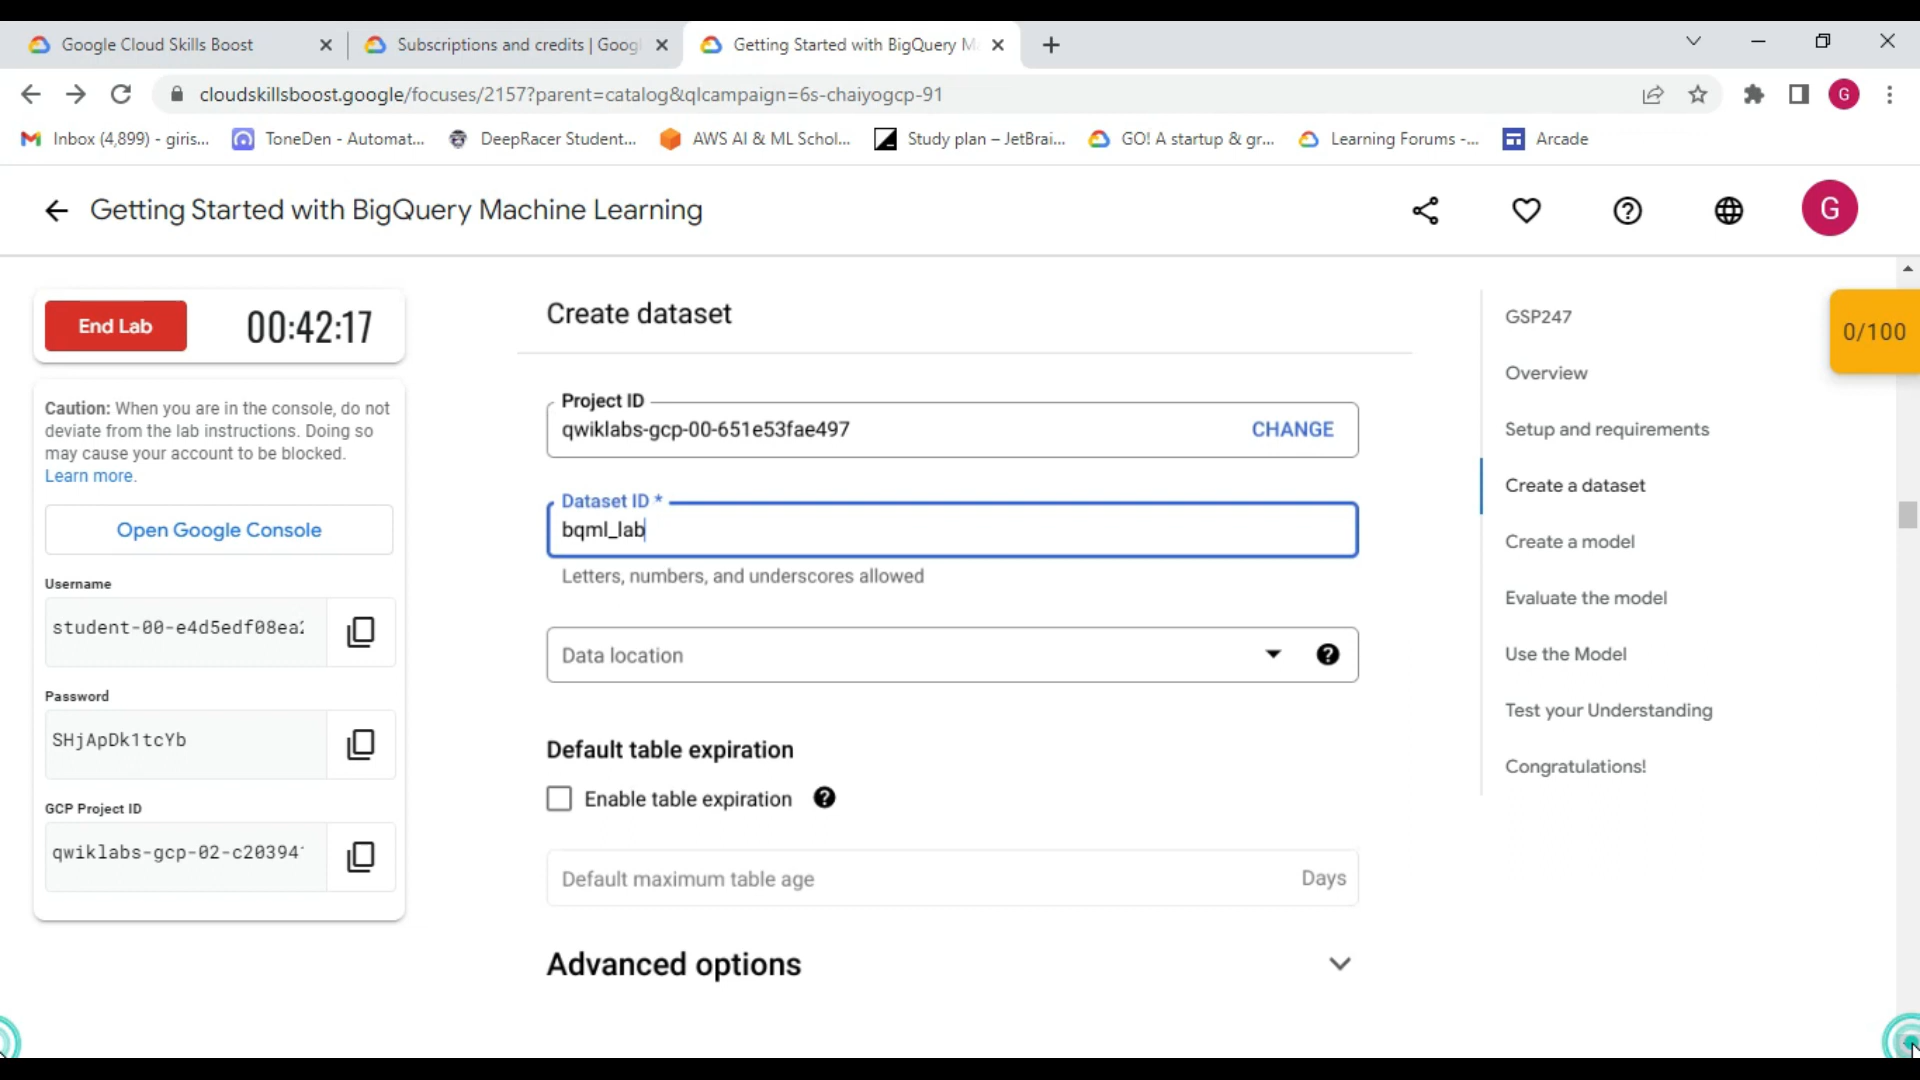 Google Cloud Skills Boost
Subscriptions and credits | Goog
Getting Started with BigQuery M
cloudskillsboost.google/focuses/2157?parent=catalog&qlcampaign=6s-chaiyogcp-91
G
Inbox (4,899) - giris...
ToneDen - Automat...
DeepRacer Student...
AWS AI & ML Schol...
Study plan – JetBrai...
GO! A startup & gr...
Learning Forums -...
Arcade
Getting Started with BigQuery Machine Learning
G
End Lab
00:42:17
Caution: When you are in the console, do not
deviate from the lab instructions. Doing so
may cause your account to be blocked.
Learn more.
Open Google Console
Username
student-00-e4d5edf08ea
Password
SHjApDk1tcYb
GCP Project ID
qwiklabs-gcp-02-c20394
Create dataset
Project ID
qwiklabs-gcp-00-651e53fae497
CHANGE
Dataset ID *
bqml_lab
Letters, numbers, and underscores allowed
Data location
Default table expiration
Enable table expiration
Default maximum table age
Days
Advanced options
GSP247
Overview
Setup and requirements
Create a dataset
Create a model
Evaluate the model
Use the Model
Test your Understanding
Congratulations!
0/100